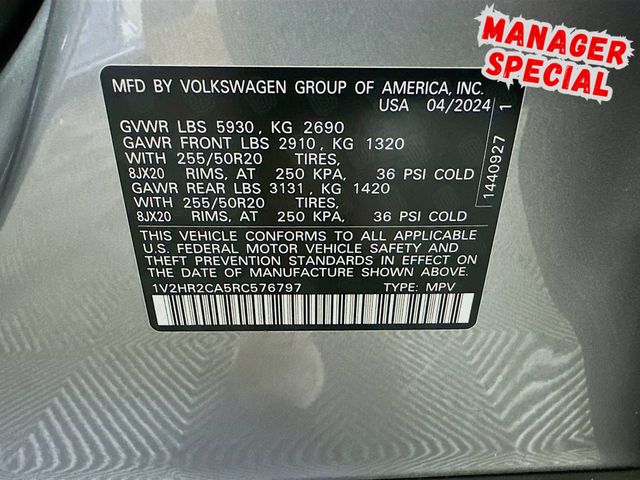 MANAGER
SPECIAL
MFD BY VOLKSWAGEN GROUP OF AMERICA, INC.
USA 04/2024
GVWR LBS 5930, KG 2690
GAWR FRONT LBS 2910, KG 1320
WITH 255/50R20 TIRES,
8JX20 RIMS, AT 250 KPA, 36 PSI COLD
GAWR REAR LBS 3131, KG 1420
WITH 255/50R20 TIRES,
8JX20 RIMS, AT 250 KPA, 36 PSI COLD
THIS VEHICLE CONFORMS TO ALL APPLICABLE
U.S. FEDERAL MOTOR VEHICLE SAFETY AND
THEFT PREVENTION STANDARDS IN EFFECT ON
THE DATE OF MANUFACTURE SHOWN ABOVE.
1V2HR2CA5RC576797 TYPE: MPV
1440927 1